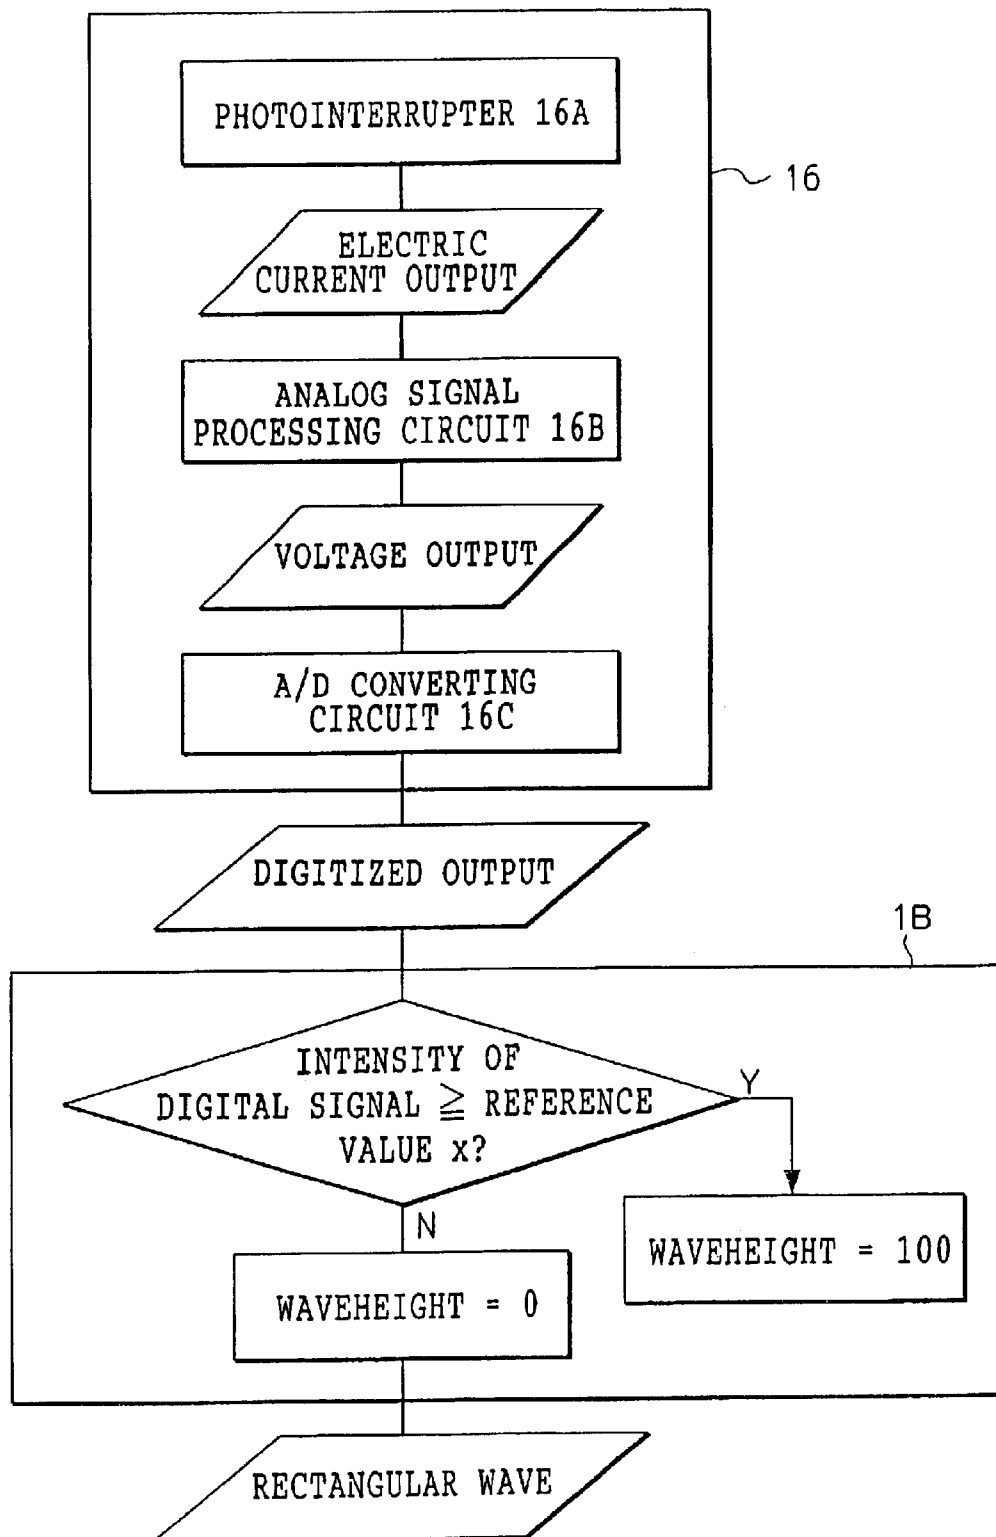 PHOTOINTERRUPTER 16A
16
ELECTRIC
CURRENT OUTPUT
ANALOG SIGNAL
PROCESSING CIRCUIT 16B
VOLTAGE OUTPUT
A/D CONVERTING
CIRCUIT 16C
DIGITIZED OUTPUT
1B
INTENSITY OF
DIGITAL SIGNAL ≧ REFERENCE
VALUE x?
Y
N
WAVEHEIGHT = 100
WAVEHEIGHT = 0
RECTANGULAR WAVE